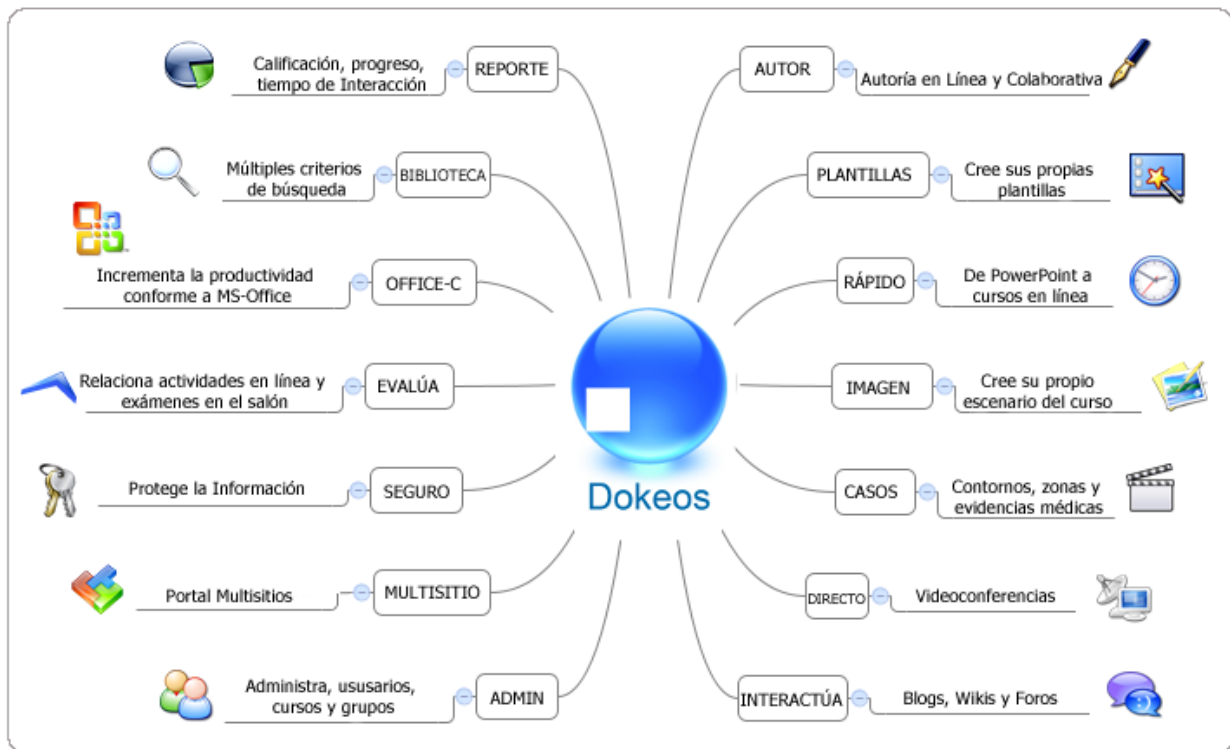 REPORTE
Calificación, progreso,
tiempo de Interacción
BIBLIOTECA
Múltiples criterios
de búsqueda
OFFICE-C
Incrementa la productividad
conforme a MS-Office
EVALÚA
Relaciona actividades en línea y
exámenes en el salón
SEGURO
Protege la Información
MULTISITIO
Portal Multisitios
ADMIN
Administra, ususarios,
cursos y grupos
Dokeos
AUTOR
Autoría en Línea y Colaborativa
PLANTILLAS
Cree sus propias
plantillas
RÁPIDO
De PowerPoint a
cursos en línea
IMAGEN
Cree su propio
escenario del curso
CASOS
Contornos, zonas y
evidencias médicas
DIRECTO
Videoconferencias
INTERACTÚA
Blogs, Wikis y Foros